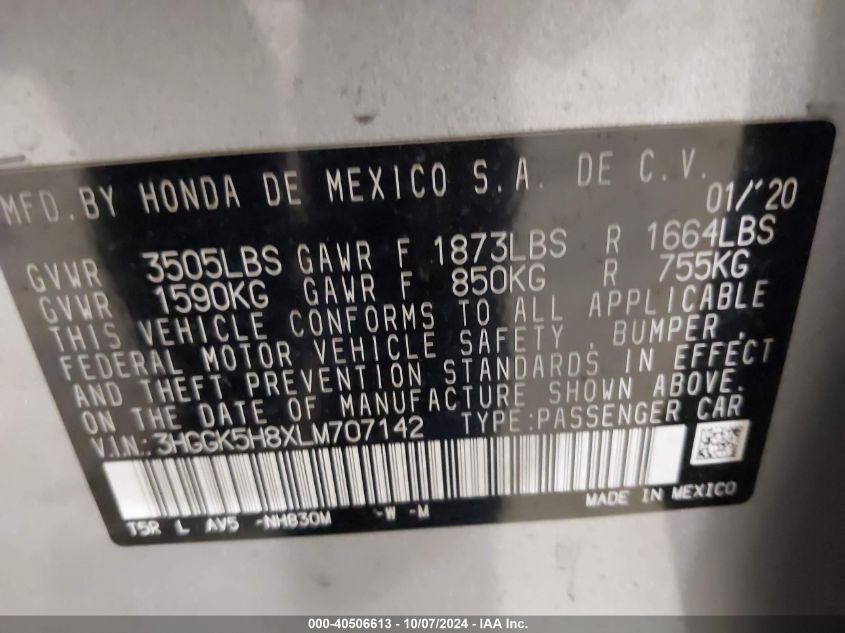 MFD. BY HONDA DE MEXICO S.A. DE C.V.
01/'20
GVWR 3505LBS GAWR F 1873LBS R 1664LBS
GVWR 1590KG GAWR F 850KG R 755KG
THIS VEHICLE CONFORMS TO ALL APPLICABLE
FEDERAL MOTOR VEHICLE SAFETY, BUMPER,
AND THEFT PREVENTION STANDARDS IN EFFECT
ON THE DATE OF MANUFACTURE SHOWN ABOVE.
V.I.N.: 3HGGK5H8XLM707142 TYPE:PASSENGER CAR
T5R L AV5 -NH830M -W -M MADE IN MEXICO
000-40506613 - 10/07/2024 - IAA Inc.